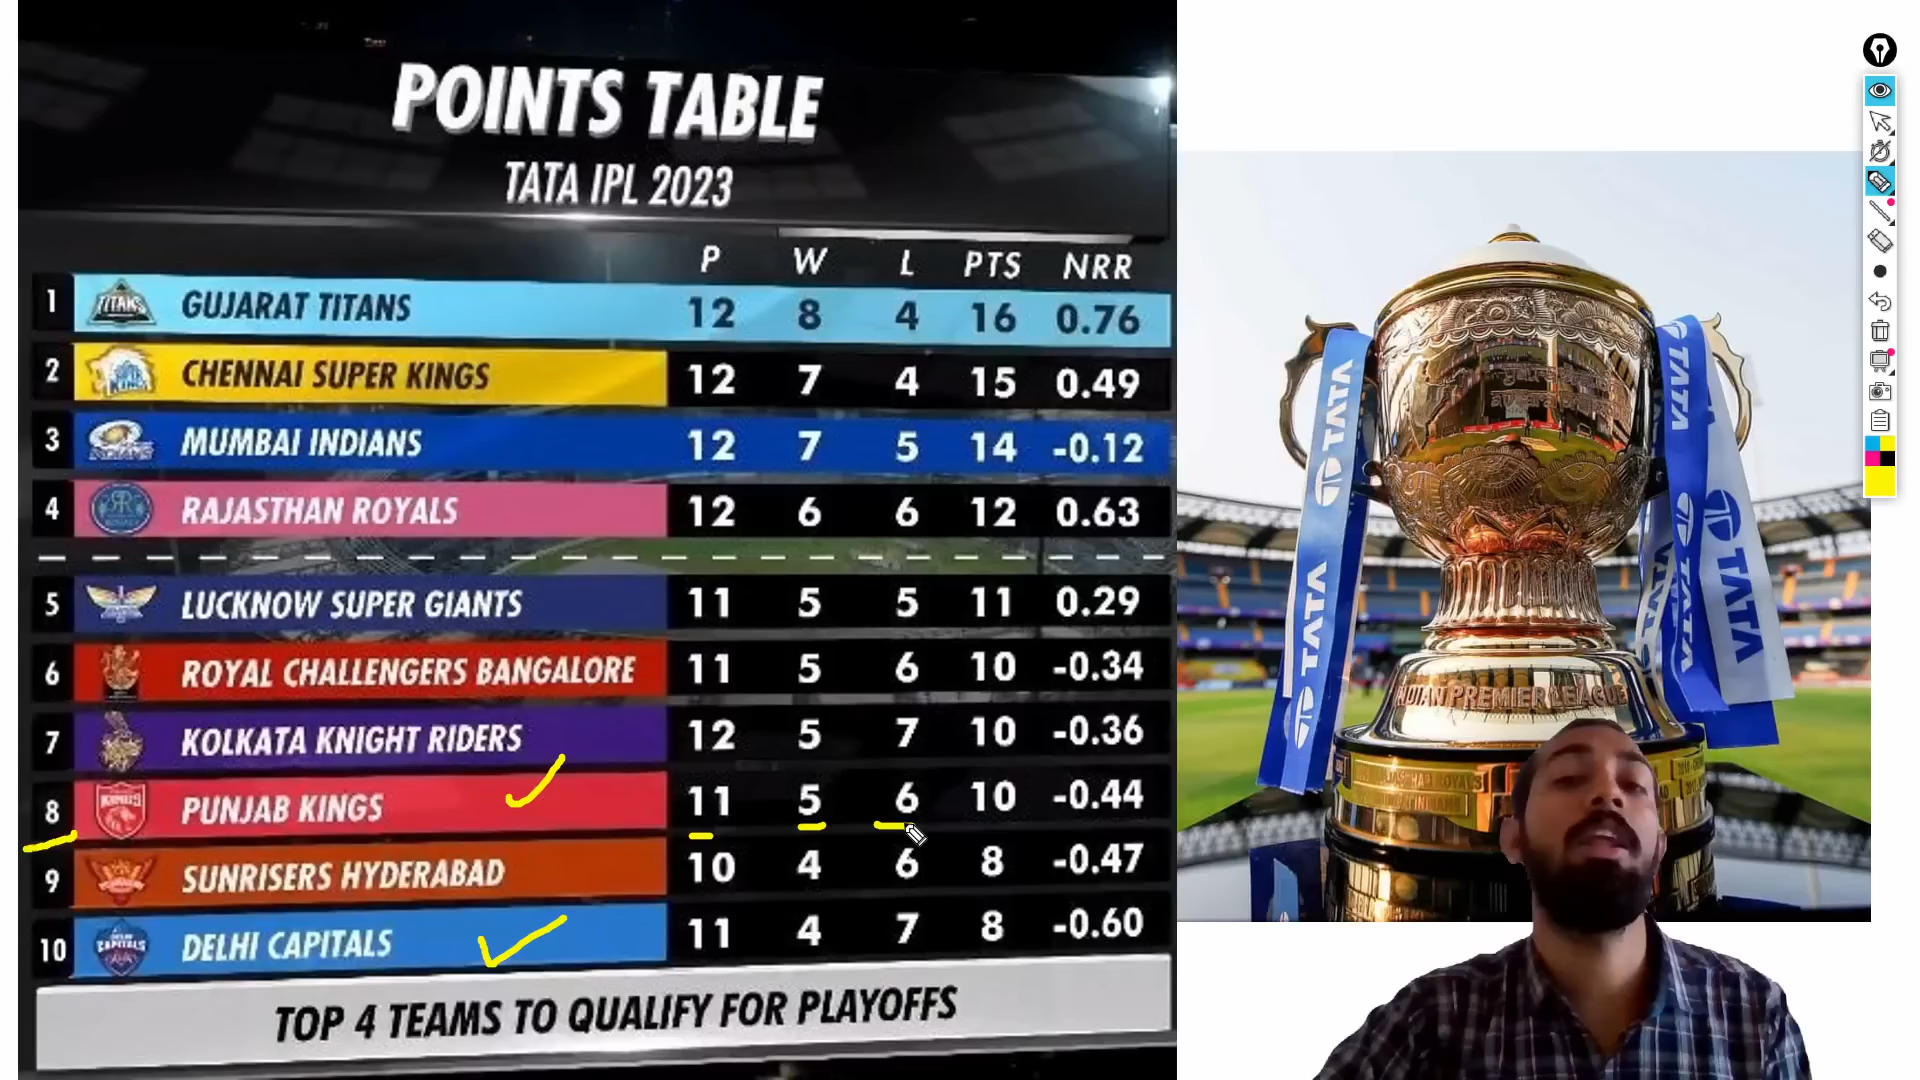 POINTS TABLE
TATA IPL 2023
P W L PTS NRR
1 TITANS GUJARAT TITANS 12 8 4 16 0.76
2 CHENNAI SUPER KINGS 12 7 4 15 0.49
3 MUMBAI INDIANS 12 7 5 14 -0.12
4 RR RAJASTHAN ROYALS 12 6 6 12 0.63
5 LUCKNOW SUPER GIANTS 11 5 5 11 0.29
6 ROYAL CHALLENGERS BANGALORE 11 5 6 10 -0.34
7 KOLKATA KNIGHT RIDERS 12 5 7 10 -0.36
8 PUNJAB KINGS 11 5 6 10 -0.44
9 SUNRISERS HYDERABAD 10 4 6 8 -0.47
10 CAPITALS DELHI CAPITALS 11 4 7 8 -0.60
TOP 4 TEAMS TO QUALIFY FOR PLAYOFFS
TATA
TATA
TATA
TATA
TATA
TATA
INDIAN PREMIER LEAGUE